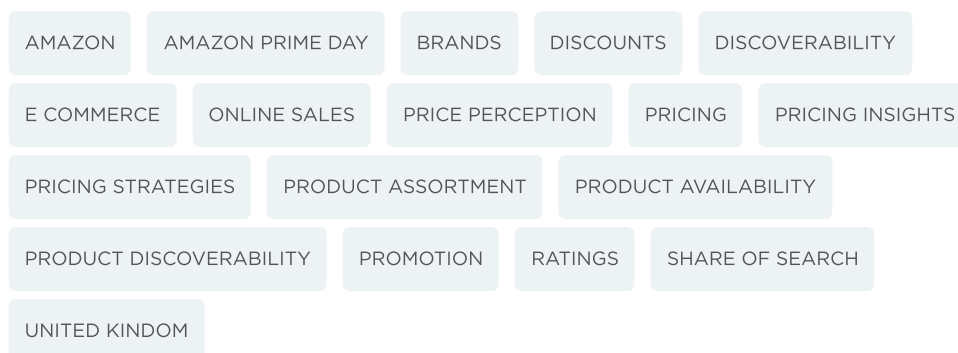 AMAZON AMAZON PRIME DAY BRANDS DISCOUNTS DISCOVERABILITY
E COMMERCE ONLINE SALES PRICE PERCEPTION PRICING PRICING INSIGHTS
PRICING STRATEGIES PRODUCT ASSORTMENT PRODUCT AVAILABILITY
PRODUCT DISCOVERABILITY PROMOTION RATINGS SHARE OF SEARCH
UNITED KINDOM